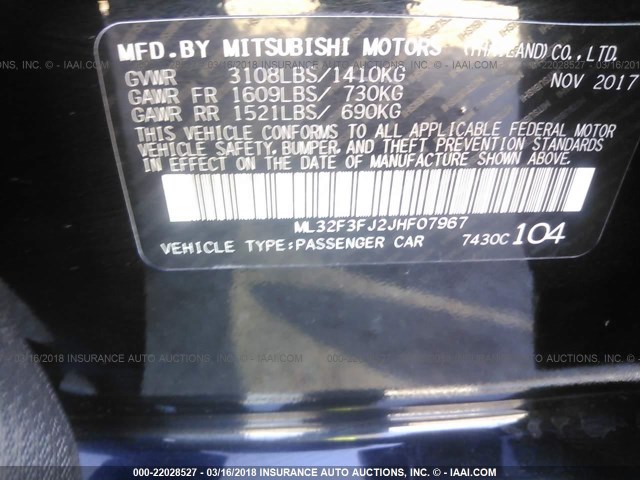 MFD.BY MITSUBISHI MOTORS (THAILAND)CO.,LTD.
GVWR 3108LBS/1410KG NOV 2017
GAWR FR 1609LBS/ 730KG
GAWR RR 1521LBS/ 690KG
THIS VEHICLE CONFORMS TO ALL APPLICABLE FEDERAL MOTOR
VEHICLE SAFETY, BUMPER, AND THEFT PREVENTION STANDARDS
IN EFFECT ON THE DATE OF MANUFACTURE SHOWN ABOVE.
ML32F3FJ2JHF07967
VEHICLE TYPE:PASSENGER CAR 7430C 104
000-22028527 - 03/16/2018 INSURANCE AUTO AUCTIONS - © IAAI.COM